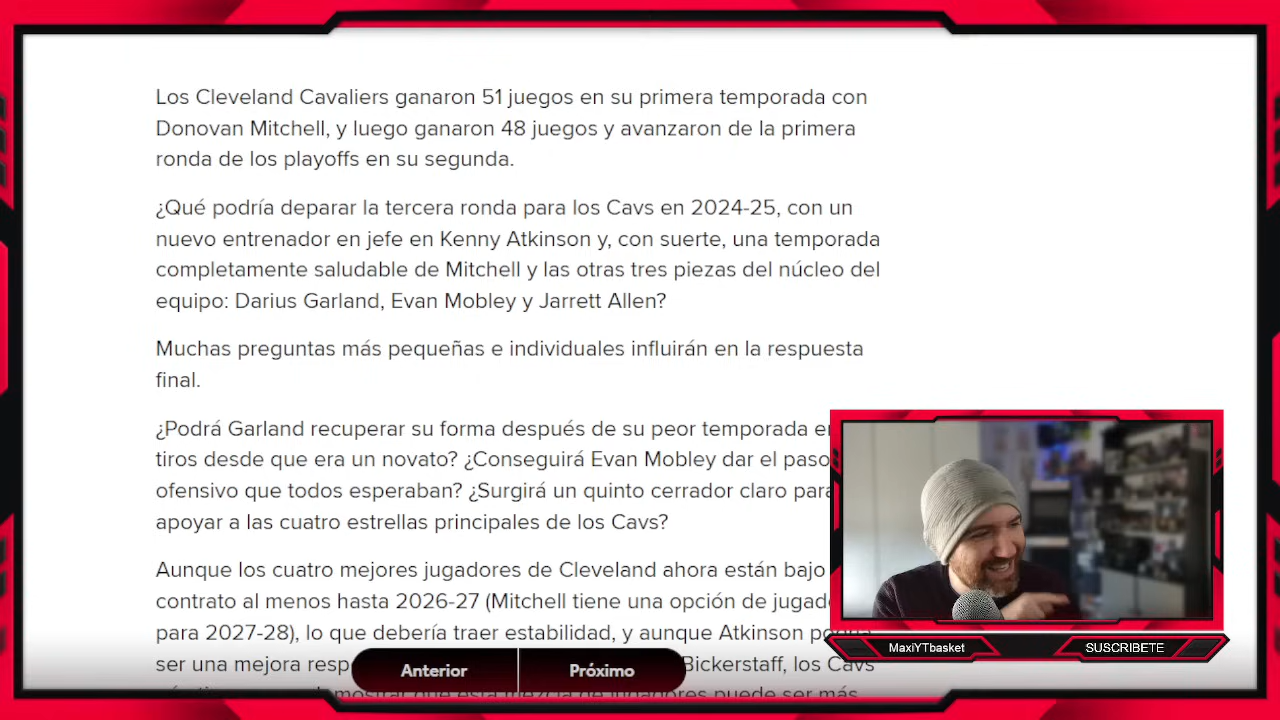 Los Cleveland Cavaliers ganaron 51 juegos en su primera temporada con
Donovan Mitchell, y luego ganaron 48 juegos y avanzaron de la primera
ronda de los playoffs en su segunda.
¿Qué podría deparar la tercera ronda para los Cavs en 2024-25, con un
nuevo entrenador en jefe en Kenny Atkinson y, con suerte, una temporada
completamente saludable de Mitchell y las otras tres piezas del núcleo del
equipo: Darius Garland, Evan Mobley y Jarrett Allen?
Muchas preguntas más pequeñas e individuales influirán en la respuesta
final.
¿Podrá Garland recuperar su forma después de su peor temporada en
tiros desde que era un novato? ¿Conseguirá Evan Mobley dar el paso
ofensivo que todos esperaban? ¿Surgirá un quinto cerrador claro para
apoyar a las cuatro estrellas principales de los Cavs?
Aunque los cuatro mejores jugadores de Cleveland ahora están bajo
contrato al menos hasta 2026-27 (Mitchell tiene una opción de
para 2027-28), lo que debería traer estabilidad, y aunque Atkinson
ser una mejora Bickerstaff, los Cavs
mezcla de jugadores puede ser más
Anterior
Próximo
MaxiYTbasket
SUSCRIBETE